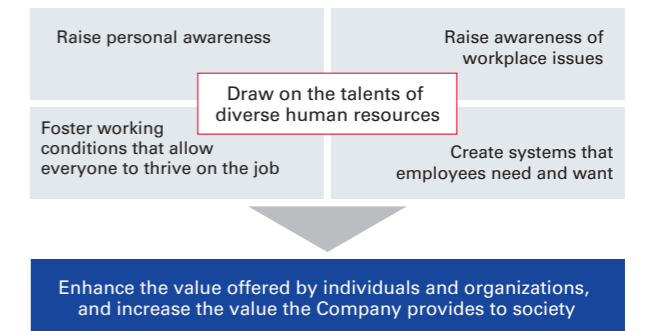 Raise personal awareness
Raise awareness of
workplace issues
Draw on the talents of
diverse human resources
Foster working
conditions that allow
everyone to thrive on the job
Create systems that
employees need and want
Enhance the value offered by individuals and organizations,
and increase the value the Company provides to society